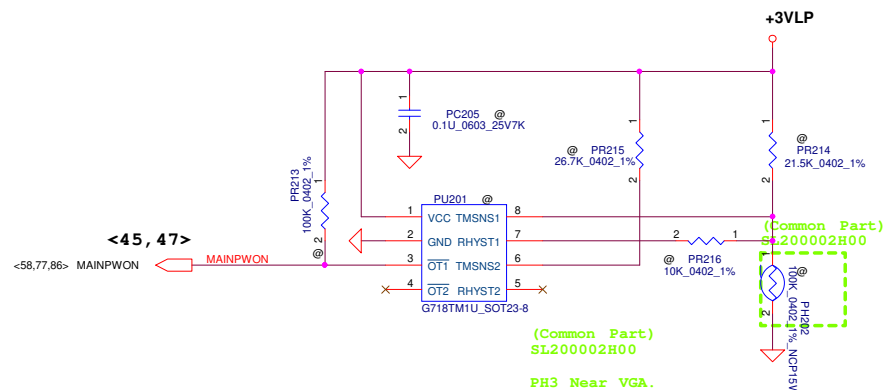 +3VLP
1
2
PC205
@
0.1U_0603_25V7K
@
PR215
26.7K_0402_1%
1
2
@
PR214
21.5K_0402_1%
1
2
PR213
100K_0402_1%
1
2
@
PU201
@
1
VCC
TMSNS1
8
2
GND
RHYST1
7
3
OT1
TMSNS2
6
4
OT2
RHYST2
5
G718TM1U_SOT23-8
<45,47>
<58,77,86> MAINPWON
MAINPWON
2
1
PR216
@
10K_0402_1%
(Common Part)
SL200002H00
1
2
@
PH202
100K_0402_1%_NCP15W
(Common Part)
SL200002H00
PH3 Near VGA.